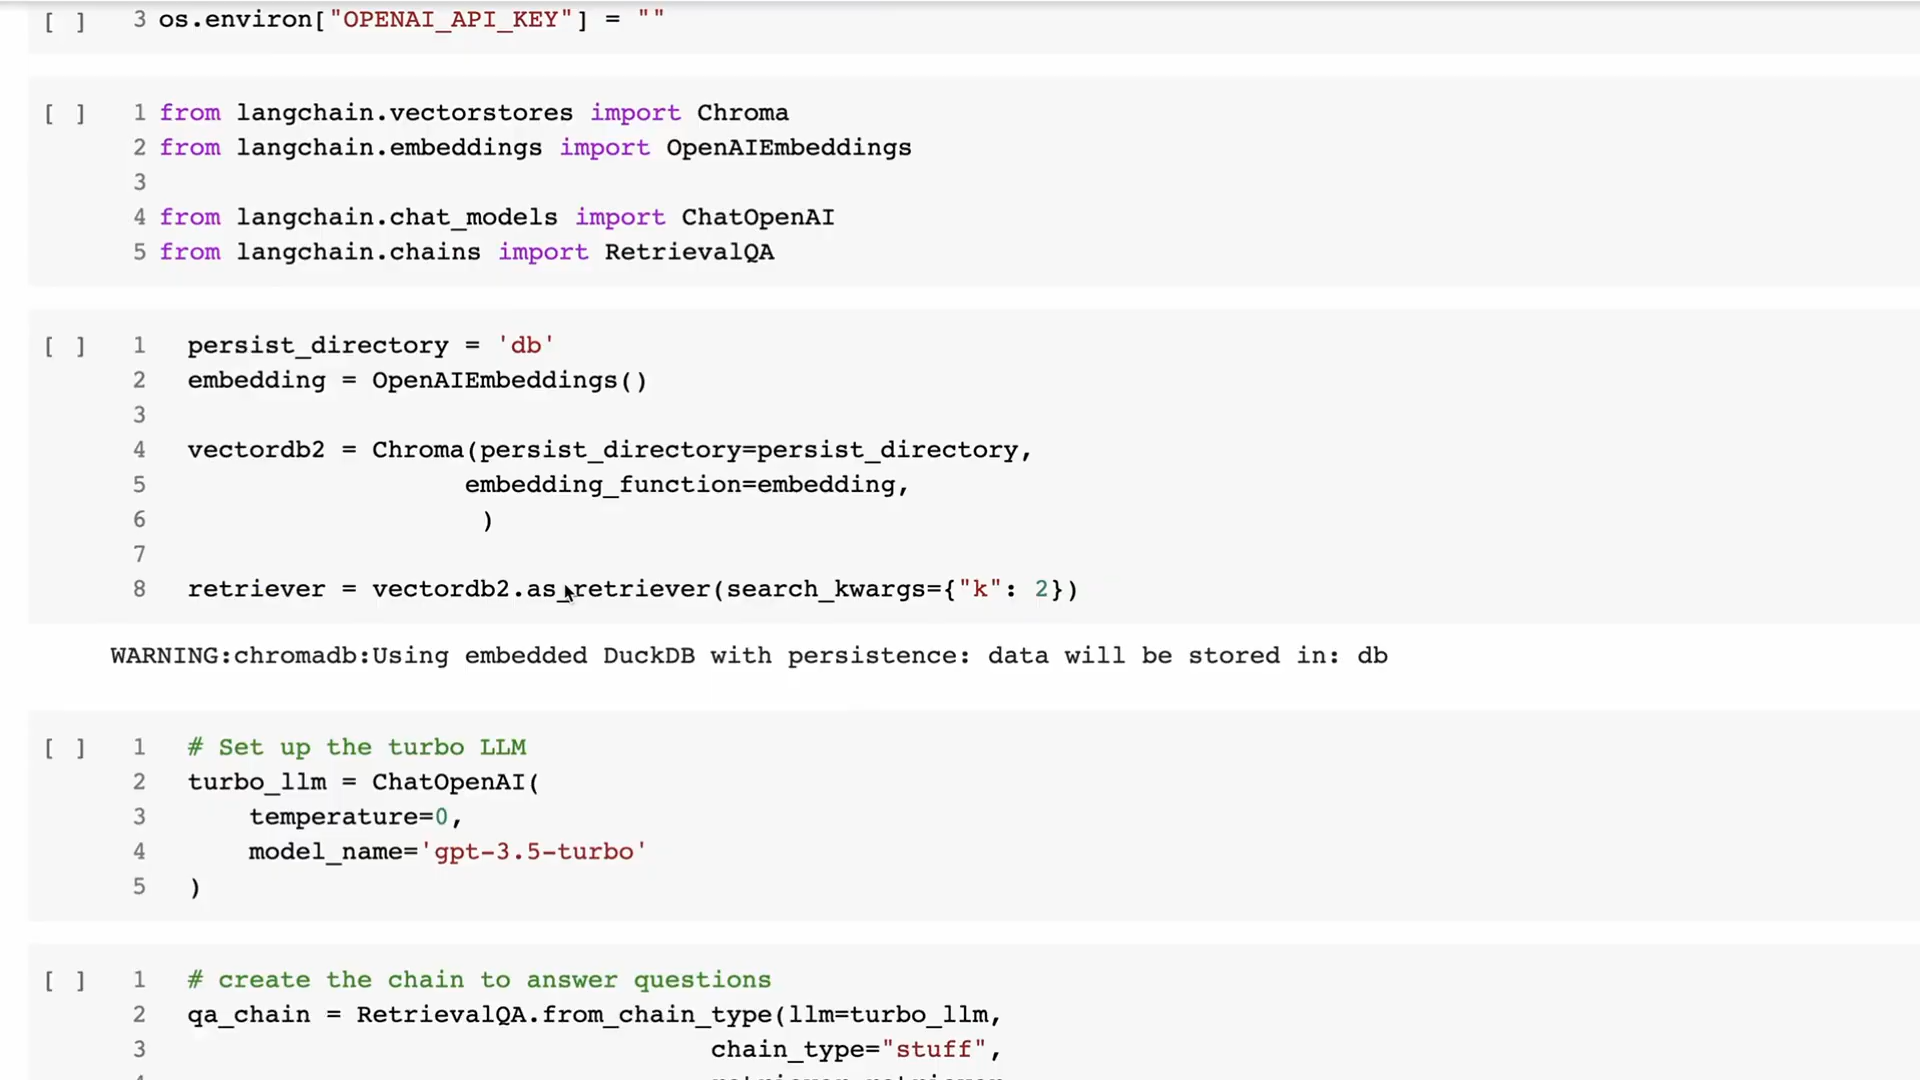 [ ] 3 os.environ["OPENAI_API_KEY"] = ""
[ ] 1 from langchain.vectorstores import Chroma
2 from langchain.embeddings import OpenAIEmbeddings
3
4 from langchain.chat_models import ChatOpenAI
5 from langchain.chains import RetrievalQA
[ ] 1 persist_directory = 'db'
2 embedding = OpenAIEmbeddings()
3
4 vectordb2 = Chroma(persist_directory=persist_directory,
5 embedding_function=embedding,
6 )
7
8 retriever = vectordb2.as_retriever(search_kwargs={"k": 2})
WARNING:chromadb:Using embedded DuckDB with persistence: data will be stored in: db
[ ] 1 # Set up the turbo LLM
2 turbo_llm = ChatOpenAI(
3 temperature=0,
4 model_name='gpt-3.5-turbo'
5 )
[ ] 1 # create the chain to answer questions
2 qa_chain = RetrievalQA.from_chain_type(llm=turbo_llm,
3 chain_type="stuff",